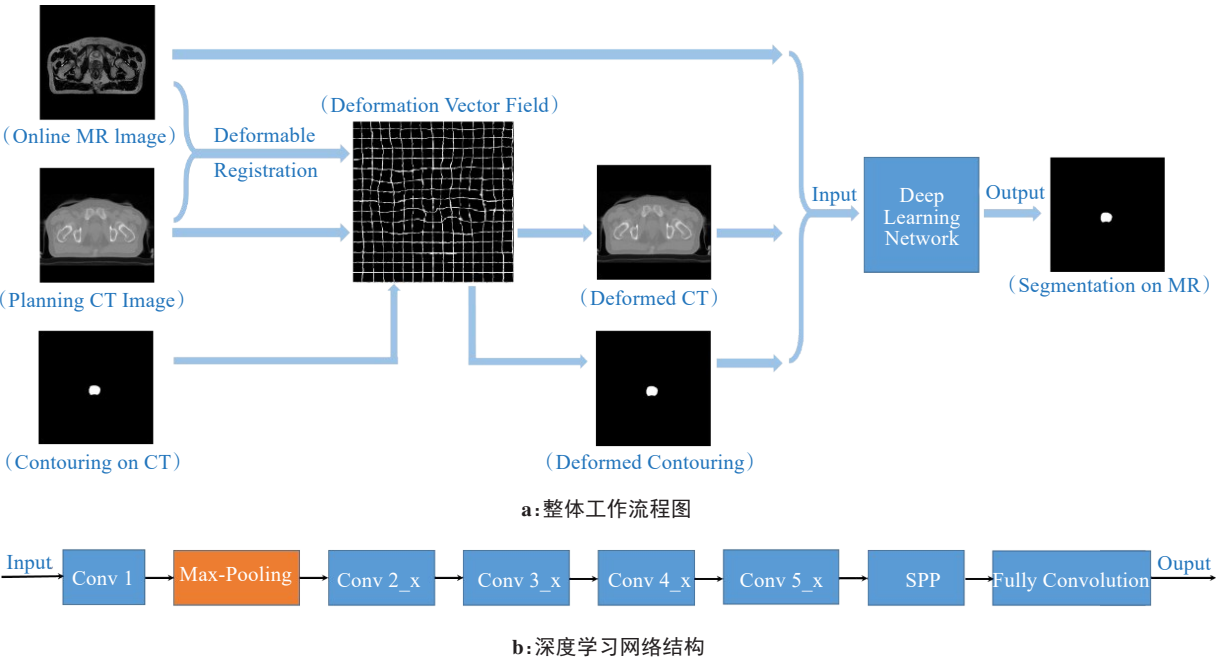 (Deformation Vector Field)
(Online MR lmage)
Deformable
Registration
Input
Deep
Learning
Network
Output
(Planning CT Image)
(Deformed CT)
(Segmentation on MR)
(Contouring on CT)
(Deformed Contouring)
a:整体工作流程图
Input
Conv 1
Max-Pooling
Conv 2_x
Conv 3_x
Conv 4_x
Conv 5_x
SPP
Fully Convolution
Ouput
b:深度学习网络结构